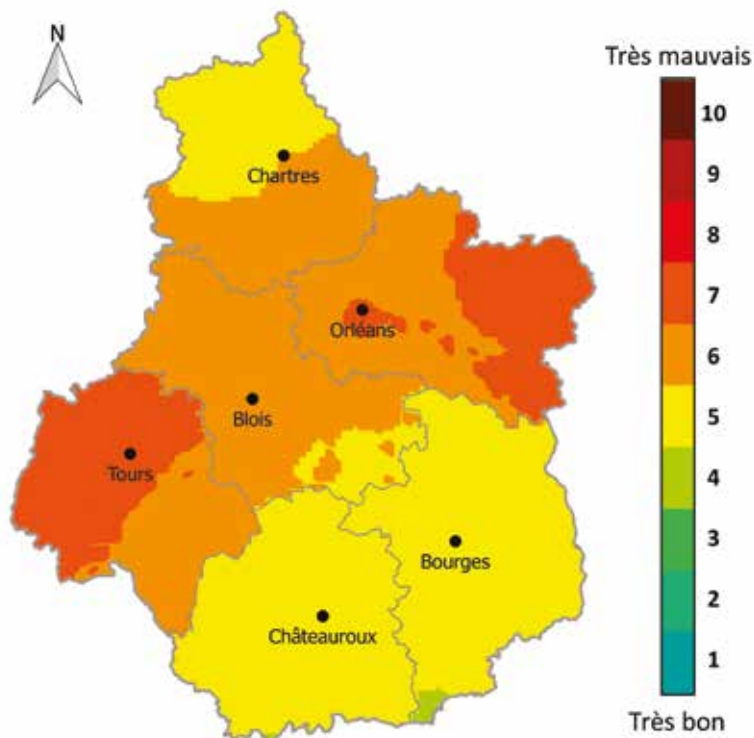 N
Très mauvais
10
9
8
7
6
5
4
3
2
1
Très bon
Chartres
Orléans
Blois
Tours
Bourges
Châteauroux